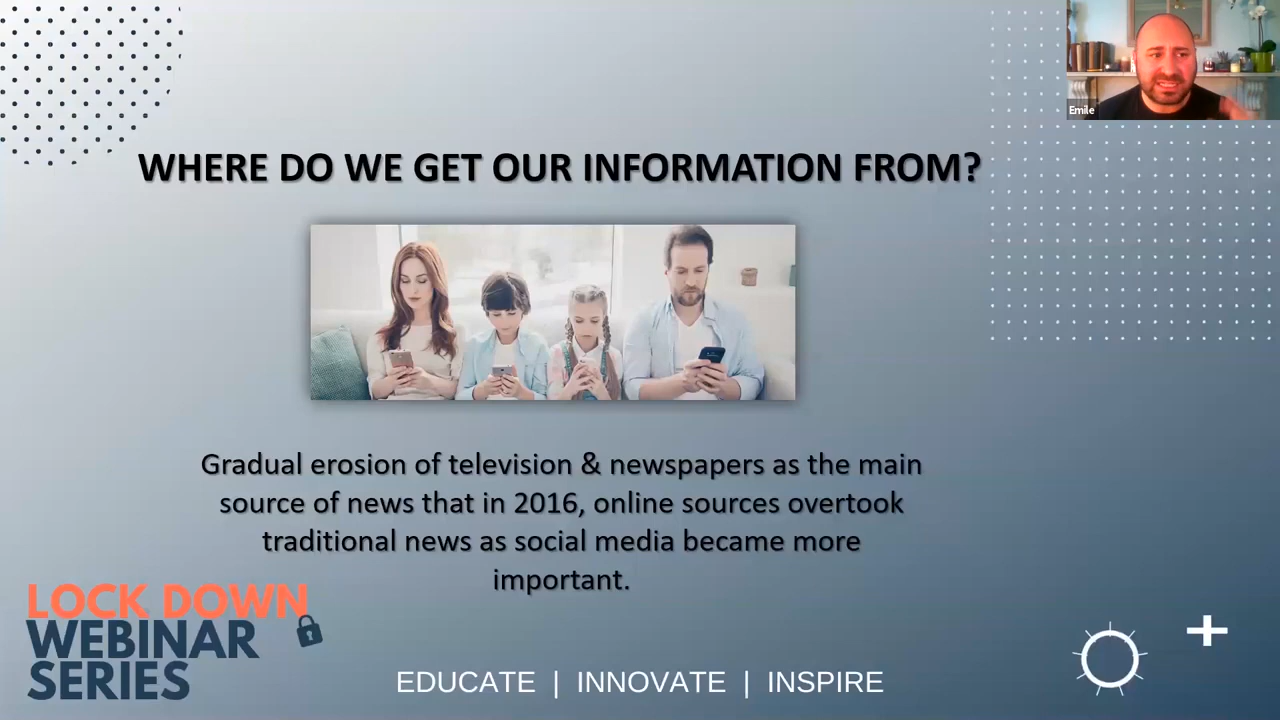 Emile
WHERE DO WE GET OUR INFORMATION FROM?
Gradual erosion of television & newspapers as the main
source of news that in 2016, online sources overtook
traditional news as social media became more
important.
LOCK DOWN
WEBINAR
SERIES
EDUCATE | INNOVATE | INSPIRE